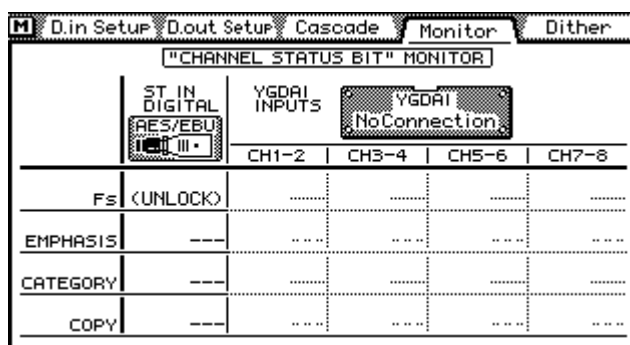 M D.in Setup D.out Setup Cascade Monitor Dither
"CHANNEL STATUS BIT" MONITOR
ST IN DIGITAL
AES/EBU
YGDAI INPUTS
YGDAI
NoConnection
CH1-2 | CH3-4 | CH5-6 | CH7-8
Fs (UNLOCK) ........ ........ ........ ........
EMPHASIS --- --- --- --- ---
CATEGORY --- ........ ........ ........ ........
COPY --- --- --- --- ---